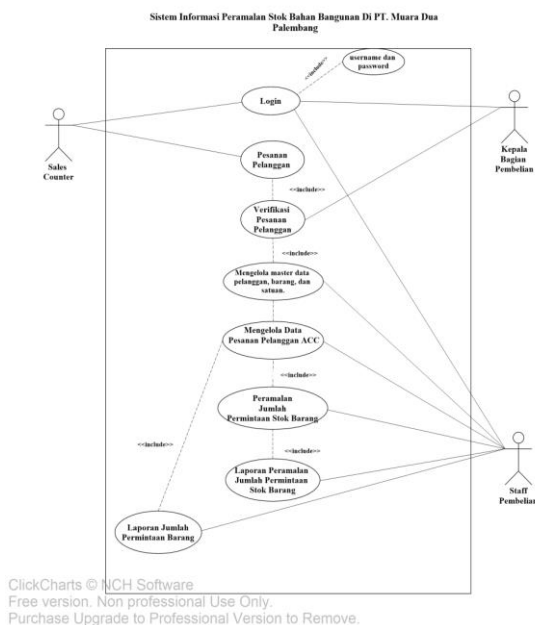 Sistem Informasi Peramalan Stok Bahan Bangunan Di PT. Muara Dua
Palembang
<<include>>
username dan
password
Login
Sales
Counter
Kepala
Bagian
Pembelian
Pesanan
Pelanggan
<<include>>
Verifikasi
Pesanan
Pelanggan
<<include>>
Mengelola master data
pelanggan, barang, dan
satuan.
Mengelola Data
Pesanan Pelanggan ACC
<<include>>
Peramalan
Jumlah
Permintaan Stok Barang
<<include>>
<<include>>
Laporan Peramalan
Jumlah Permintaan
Stok Barang
Staff
Pembelian
Laporan Jumlah
Permintaan Barang
ClickCharts © NCH Software
Free version. Non professional Use Only.
Purchase Upgrade to Professional Version to Remove.